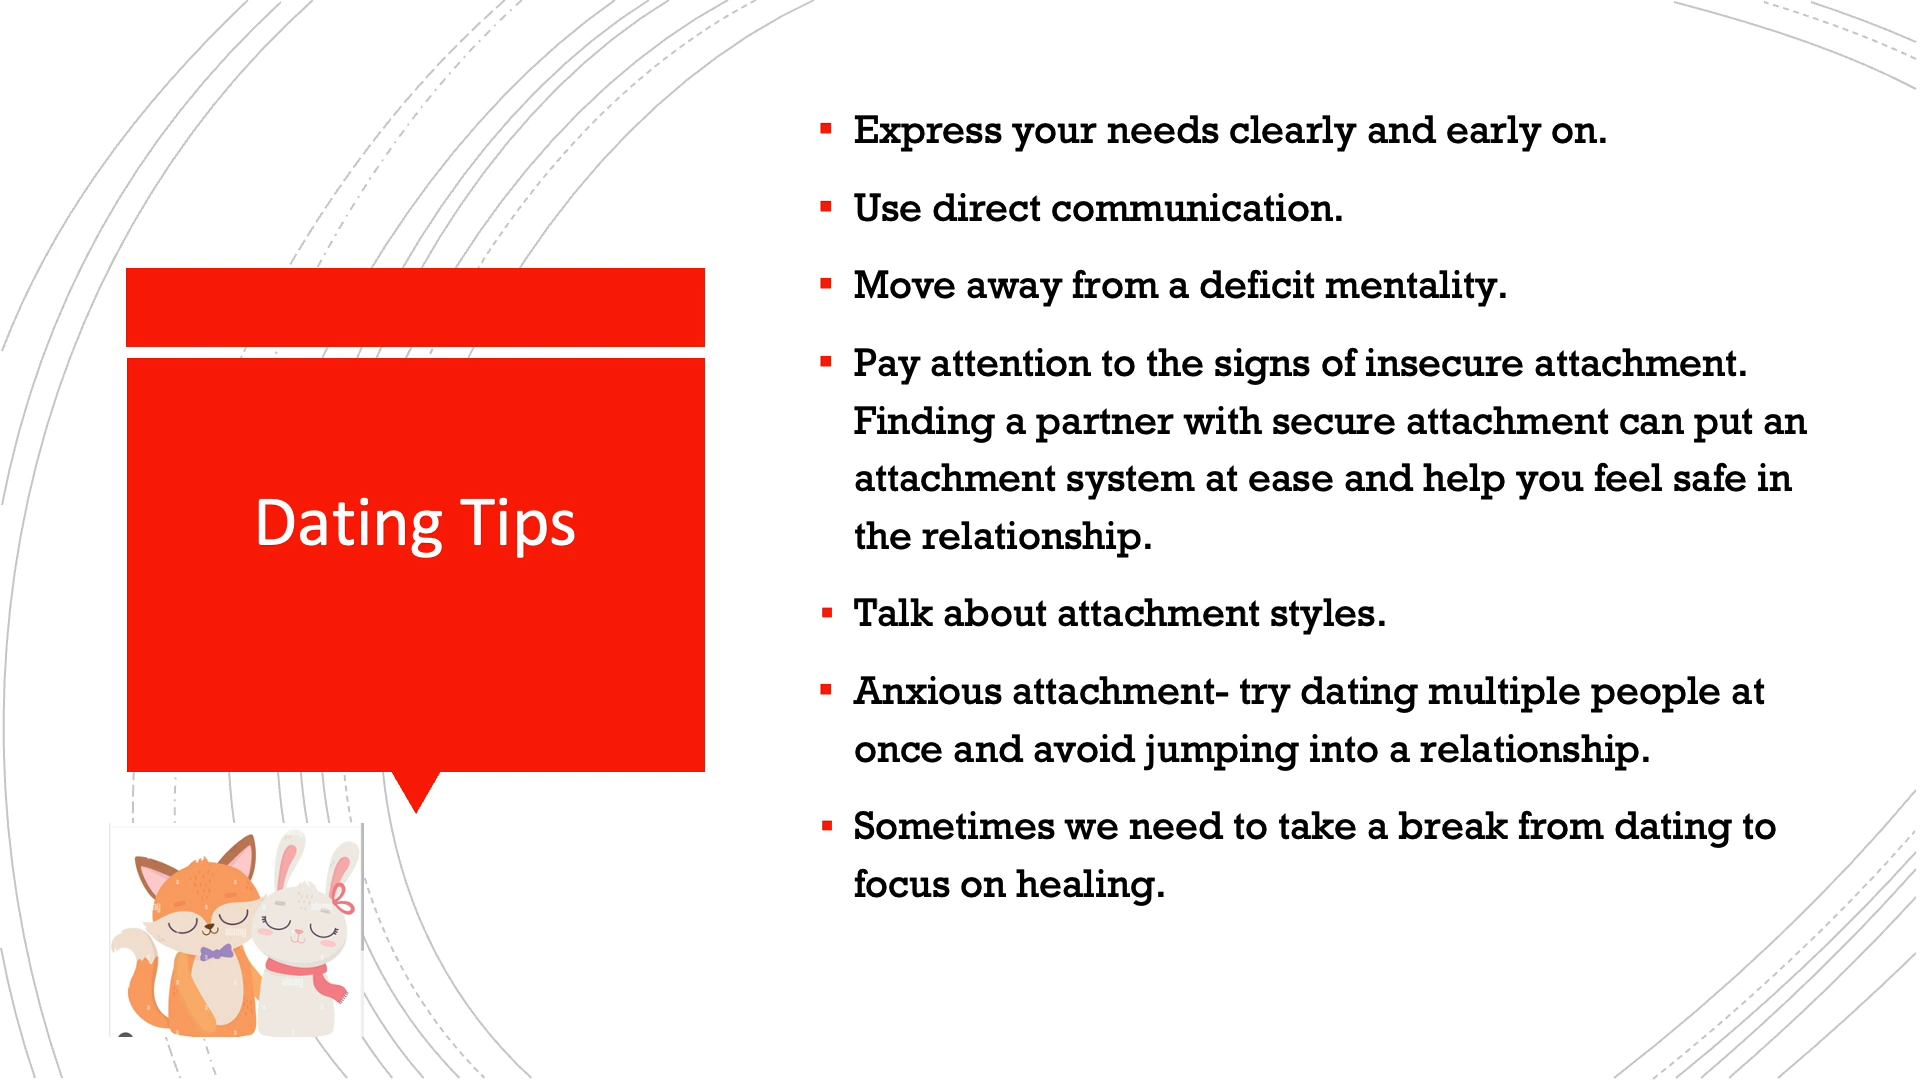 Dating Tips
Express your needs clearly and early on.
Use direct communication.
Move away from a deficit mentality.
Pay attention to the signs of insecure attachment.
Finding a partner with secure attachment can put an
attachment system at ease and help you feel safe in
the relationship.
Talk about attachment styles.
Anxious attachment- try dating multiple people at
once and avoid jumping into a relationship.
Sometimes we need to take a break from dating to
focus on healing.